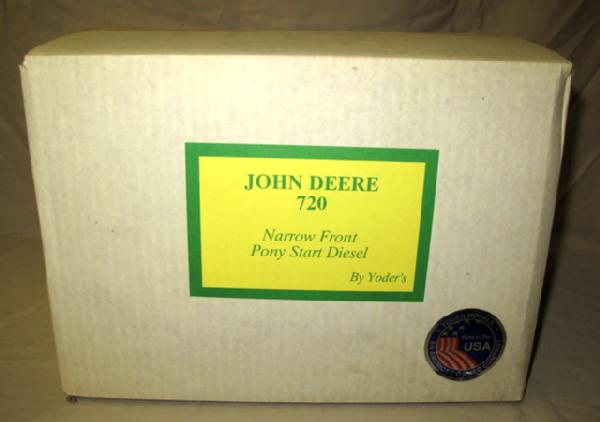 JOHN DEERE
720
Narrow Front
Pony Start Diesel
By Yoder's
Made In The
USA